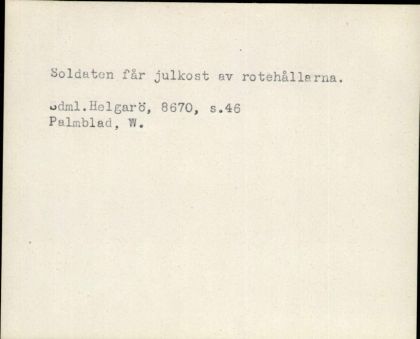 Soldaten får julkost av rotehållarna.
Sdml.Helgarö, 8670, s.46
Palmblad, W.